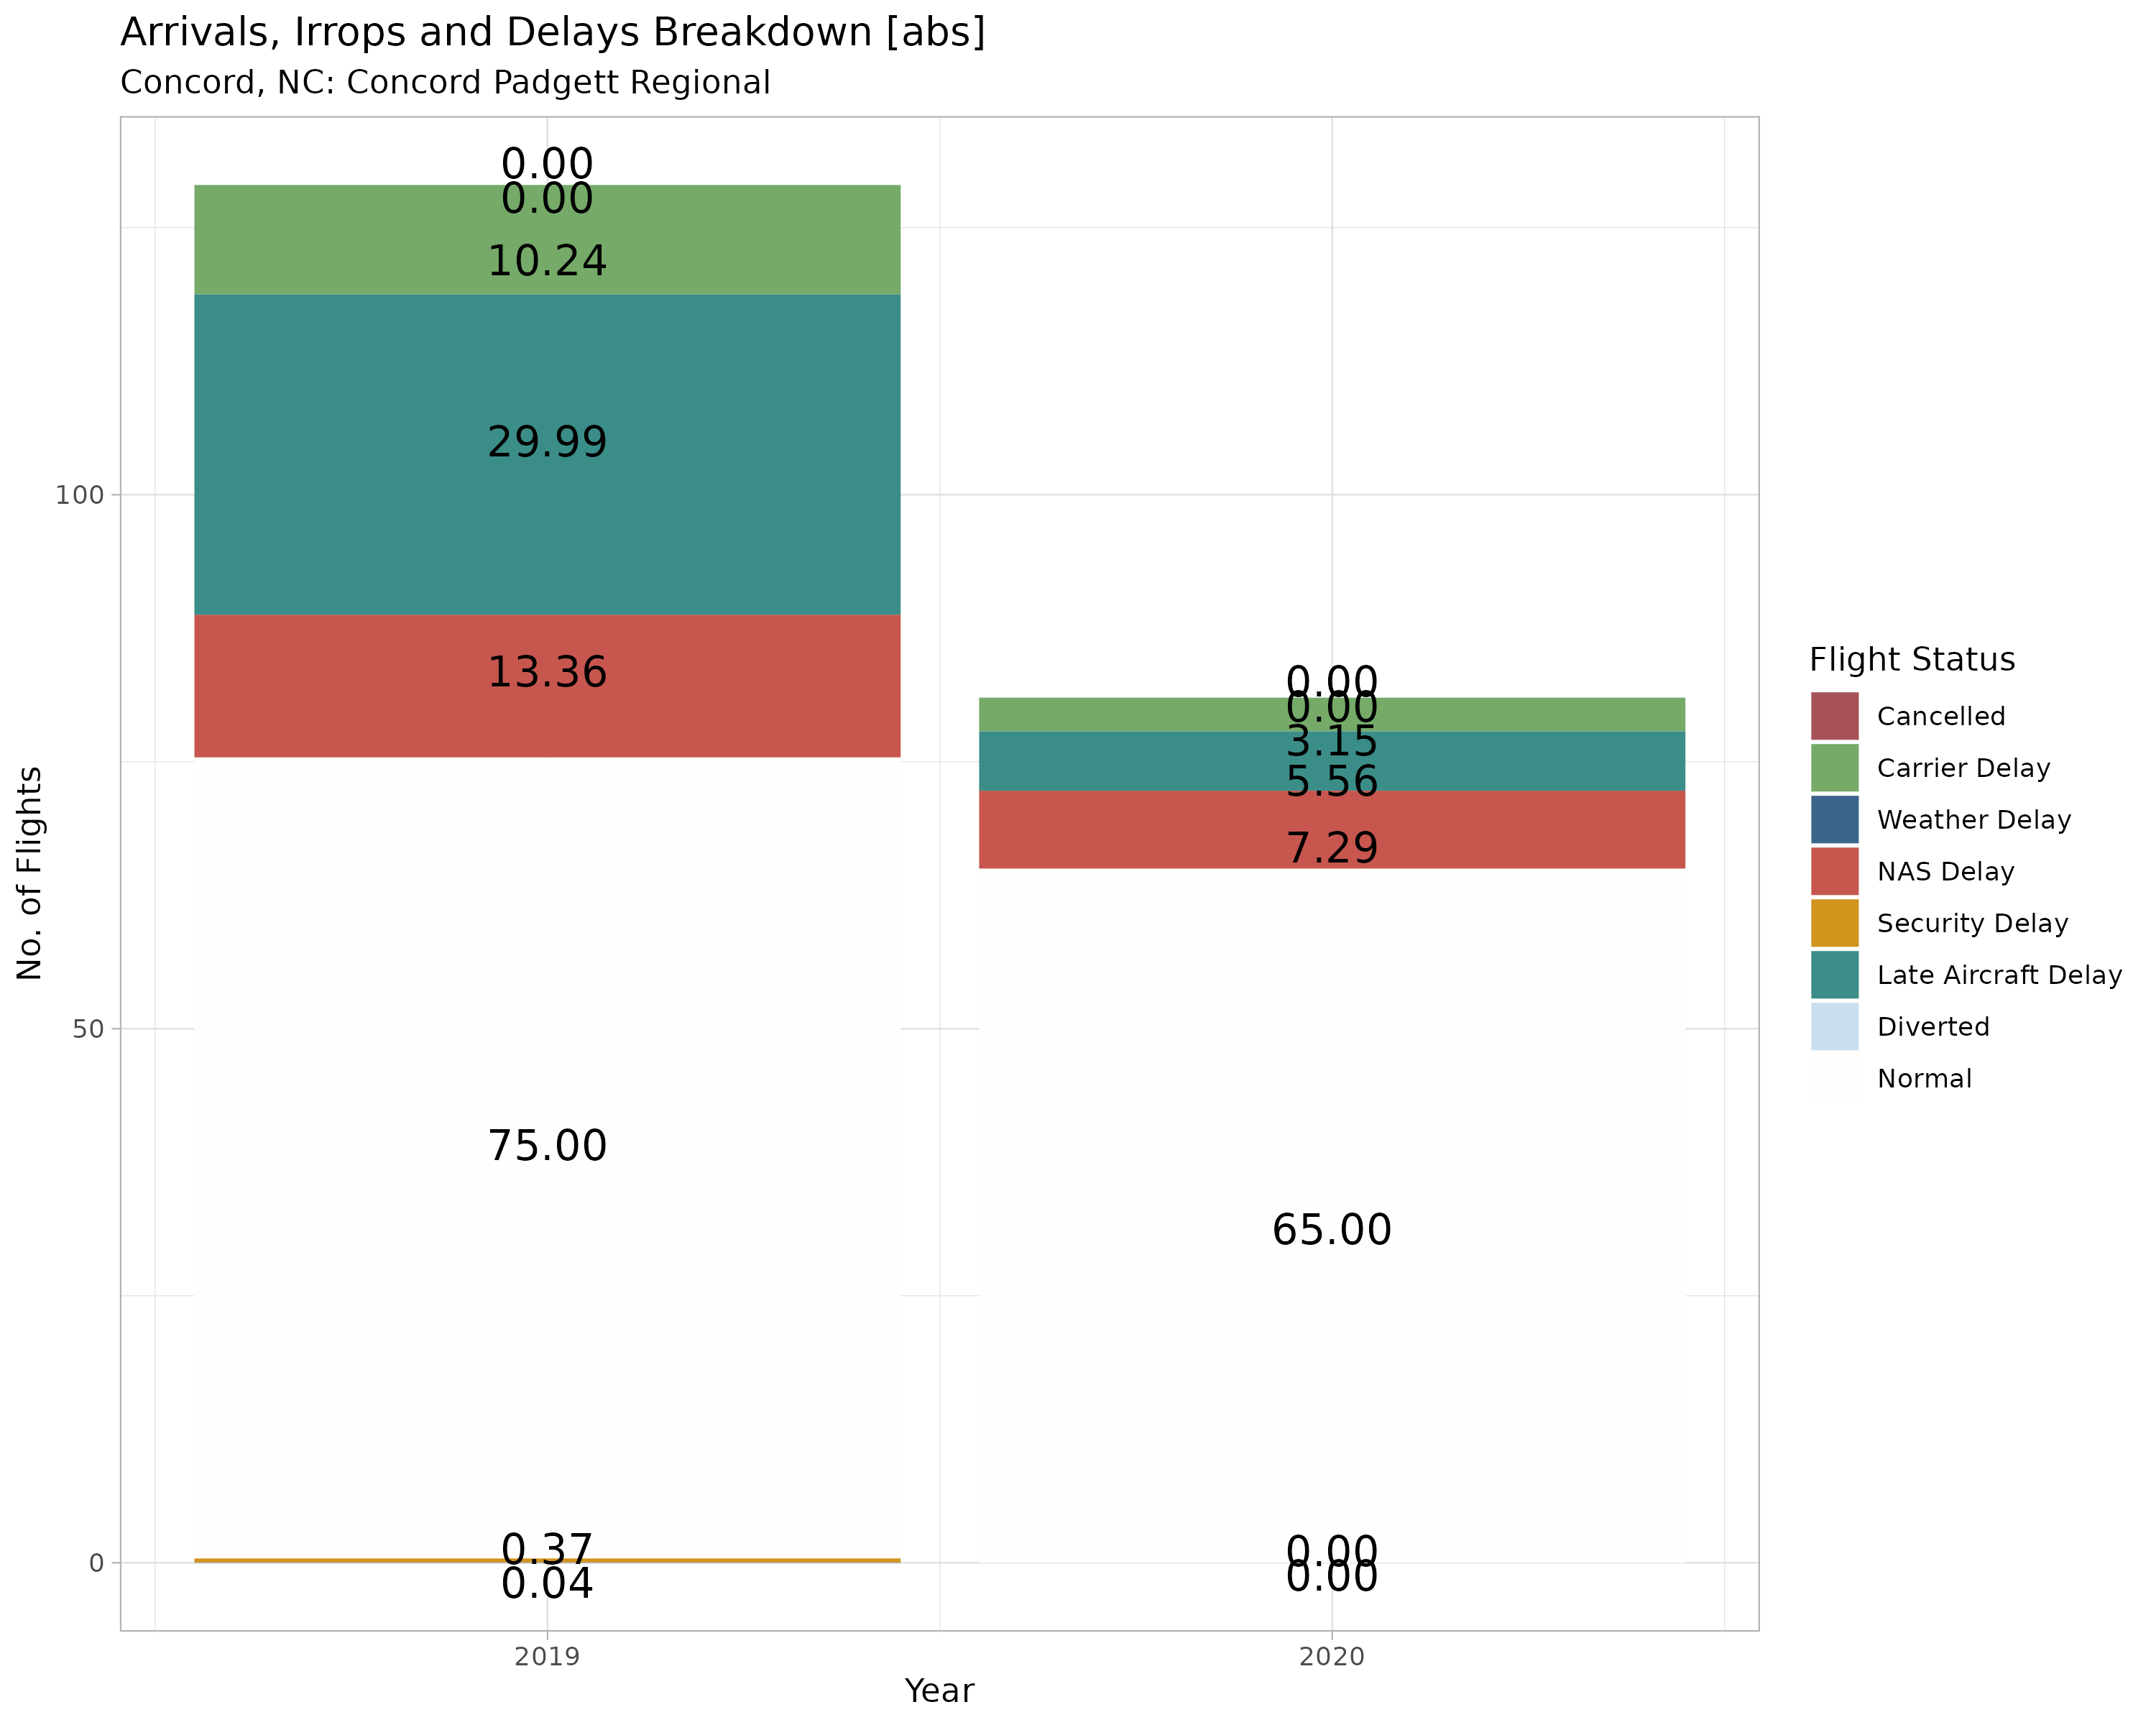 Arrivals, Irrops and Delays Breakdown [abs]
Concord, NC: Concord Padgett Regional
0.00
0.00
10.24
29.99
13.36
75.00
0.37
0.04
0.00
0.00
3.15
5.56
7.29
65.00
0.00
0.00
100
50
0
No. of Flights
2019
2020
Year
Flight Status
Cancelled
Carrier Delay
Weather Delay
NAS Delay
Security Delay
Late Aircraft Delay
Diverted
Normal